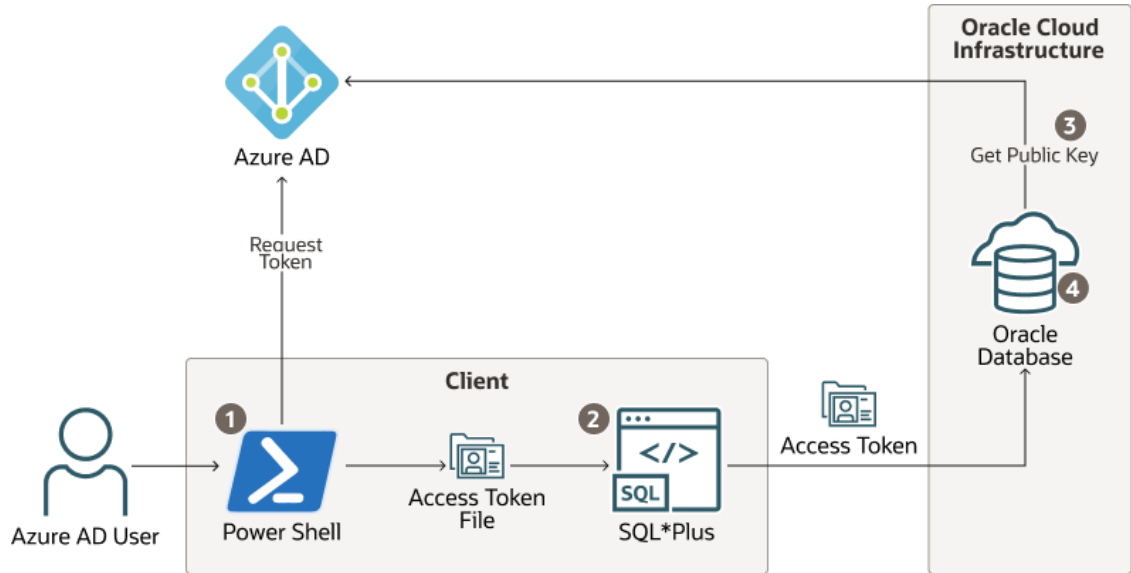 Oracle Cloud
Infrastructure
Azure AD
3
Get Public Key
Request
Token
4
Oracle
Database
Client
1
2
Access Token
</>
SQL
Access Token
File
Azure AD User
Power Shell
SQL*Plus